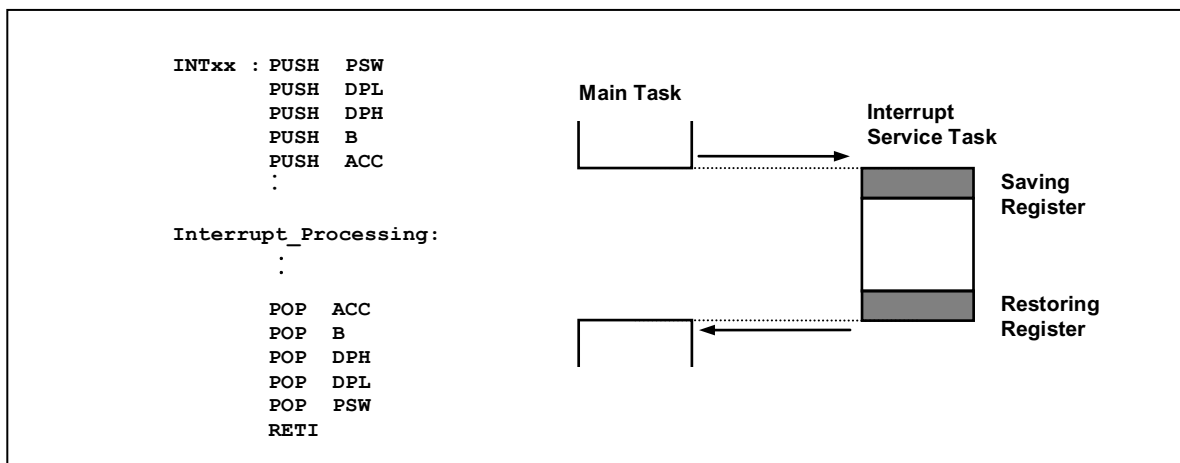 INTxx : PUSH PSW
PUSH DPL
PUSH DPH
PUSH B
PUSH ACC
:
Interrupt_Processing:
:
POP ACC
POP B
POP DPH
POP DPL
POP PSW
RETI
Main Task
Interrupt
Service Task
Saving
Register
Restoring
Register